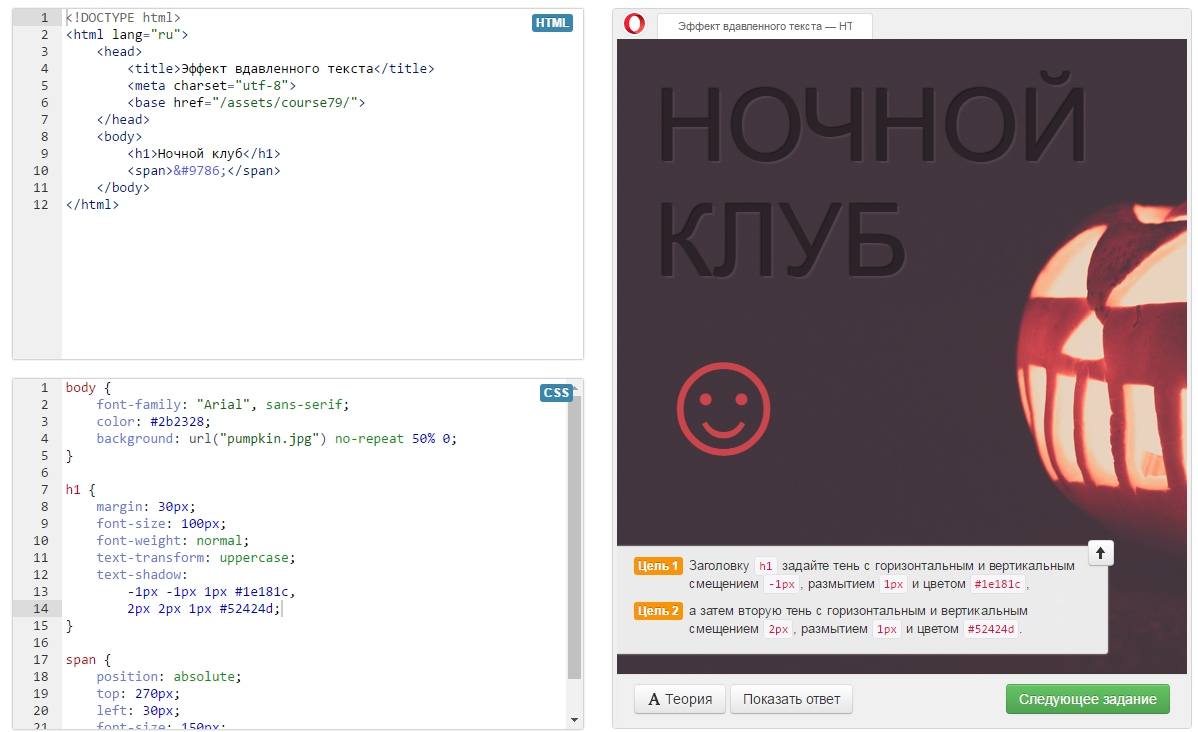 HTML
1 <!DOCTYPE html>
2 <html lang="ru">
3 <head>
4 <title>Эффект вдавленного текста</title>
5 <meta charset="utf-8">
6 <base href="/assets/course79/">
7 </head>
8 <body>
9 <h1>Ночной клуб</h1>
10 <span>&#9786;</span>
11 </body>
12 </html>
CSS
1 body {
2 font-family: "Arial", sans-serif;
3 color: #2b2328;
4 background: url("pumpkin.jpg") no-repeat 50% 0;
5 }
6
7 h1 {
8 margin: 30px;
9 font-size: 100px;
10 font-weight: normal;
11 text-transform: uppercase;
12 text-shadow:
13 -1px -1px 1px #1e181c,
14 2px 2px 1px #52424d;
15 }
16
17 span {
18 position: absolute;
19 top: 270px;
20 left: 30px;
21 font-size: 150px;
Эффект вдавленного текста — HT
НОЧНОЙ
КЛУБ
☺
Цель 1 Заголовку h1 задайте тень с горизонтальным и вертикальным
смещением -1px, размытием 1px и цветом #1e181c,
Цель 2 а затем вторую тень с горизонтальным и вертикальным
смещением 2px, размытием 1px и цветом #52424d.
A Теория
Показать ответ
Следующее задание